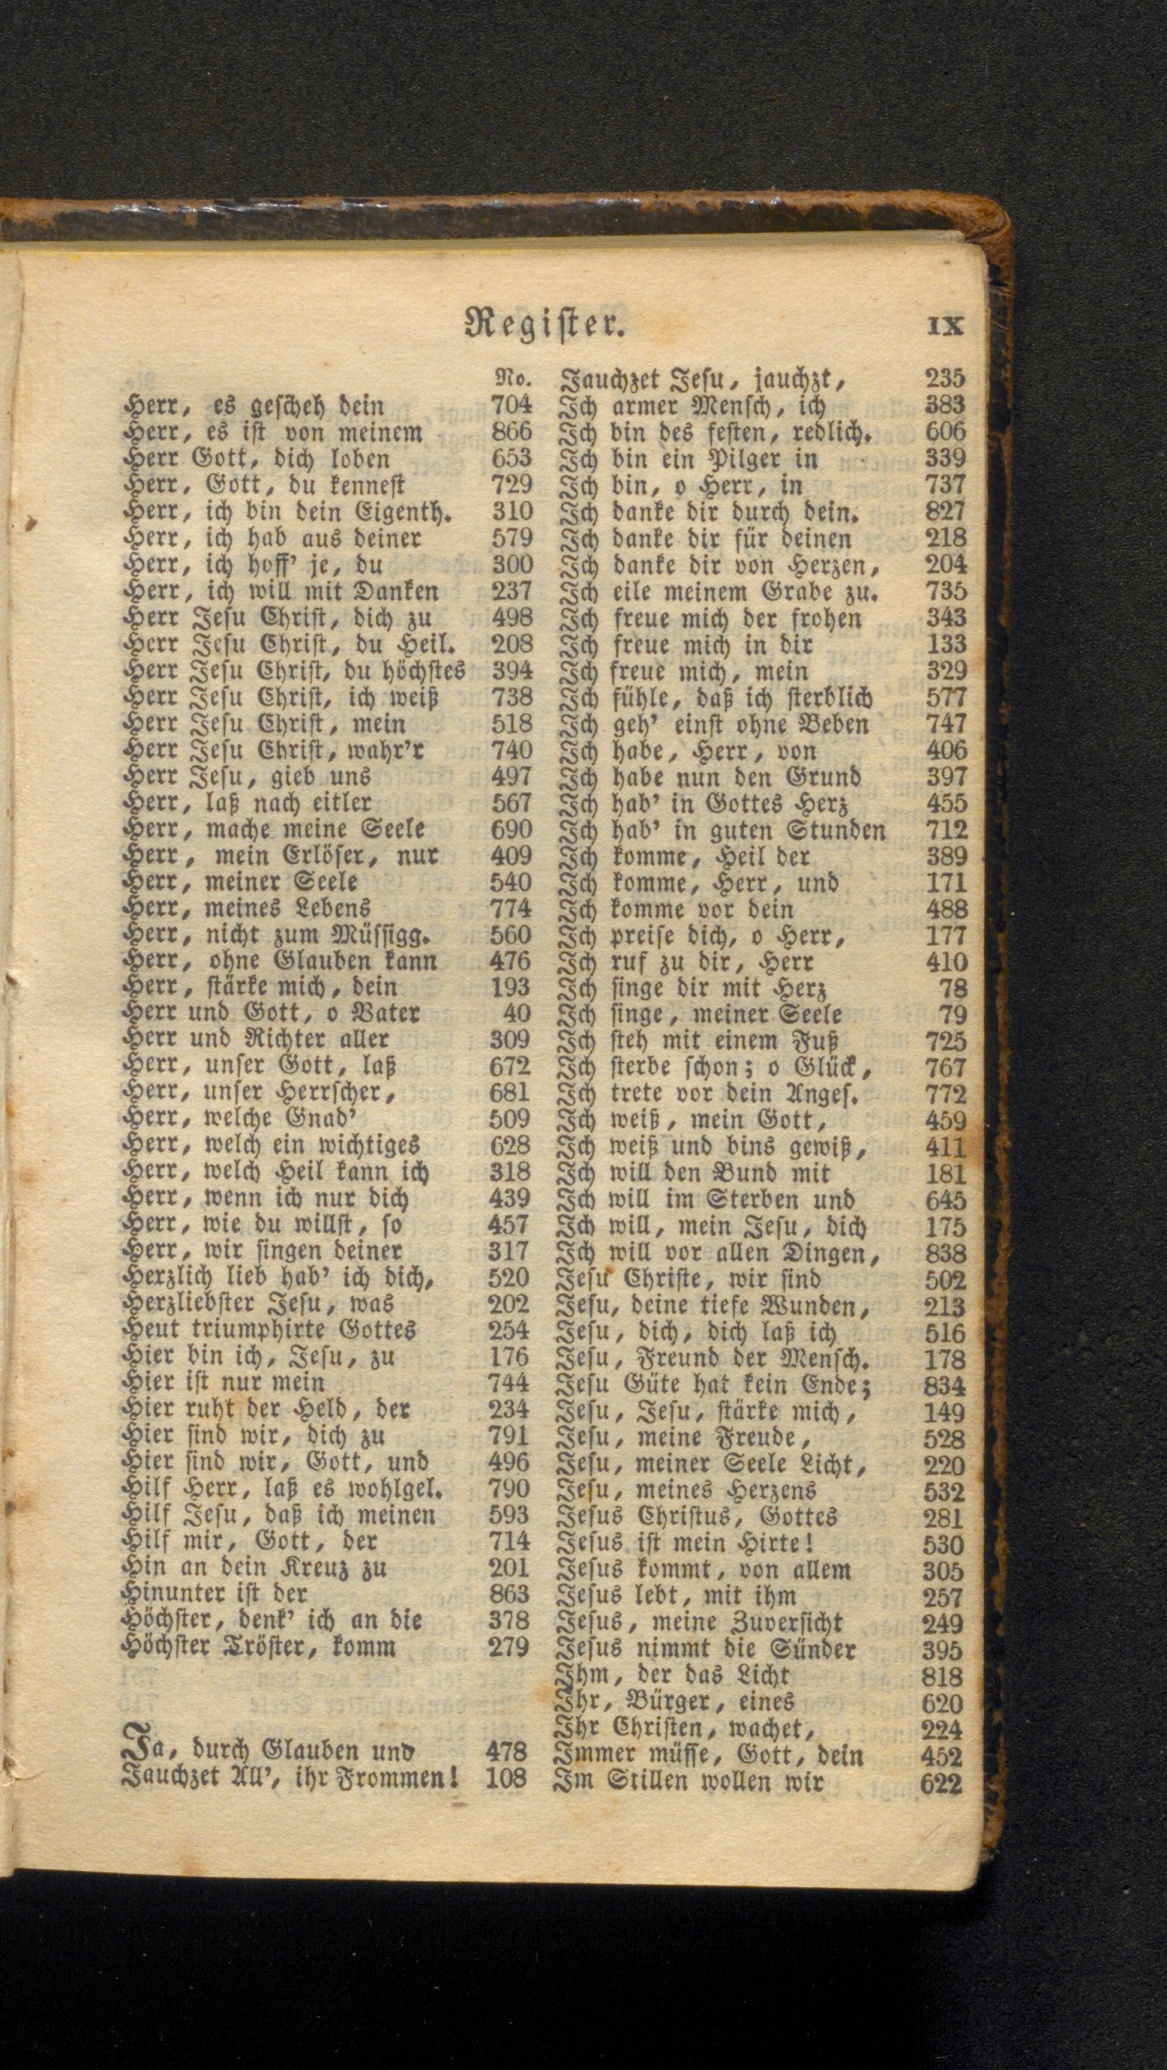 Register.
IX
No.
Herr, es gescheh dein 704
Herr, es ist von meinem 866
Herr Gott, dich loben 653
Herr, Gott, du kennest 729
Herr, ich bin dein Eigenth. 310
Herr, ich hab aus deiner 579
Herr, ich hoff' je, du 300
Herr, ich will mit Danken 237
Herr Jesu Christ, dich zu 498
Herr Jesu Christ, du Heil. 208
Herr Jesu Christ, du höchstes 394
Herr Jesu Christ, ich weiß 738
Herr Jesu Christ, mein 518
Herr Jesu Christ, wahr'r 740
Herr Jesu, gieb uns 497
Herr, laß nach eitler 567
Herr, mache meine Seele 690
Herr, mein Erlöser, nur 409
Herr, meiner Seele 540
Herr, meines Lebens 774
Herr, nicht zum Müssigg. 560
Herr, ohne Glauben kann 476
Herr, stärke mich, dein 193
Herr und Gott, o Vater 40
Herr und Richter aller 309
Herr, unser Gott, laß 672
Herr, unser Herrscher, 681
Herr, welche Gnad' 509
Herr, welch ein wichtiges 628
Herr, welch Heil kann ich 318
Herr, wenn ich nur dich 439
Herr, wie du willst, so 457
Herr, wir singen deiner 317
Herzlich lieb hab' ich dich, 520
Herzliebster Jesu, was 202
Heut triumphirte Gottes 254
Hier bin ich, Jesu, zu 176
Hier ist nur mein 744
Hier ruht der Held, der 234
Hier sind wir, dich zu 791
Hier sind wir, Gott, und 496
Hilf Herr, laß es wohlgel. 790
Hilf Jesu, daß ich meinen 593
Hilf mir, Gott, der 714
Hin an dein Kreuz zu 201
Hinunter ist der 863
Höchster, denk' ich an die 378
Höchster Tröster, komm 279
Ja, durch Glauben und 478
Jauchzet All', ihr Frommen! 108
Jauchzet Jesu, jauchzt, 235
Ich armer Mensch, ich 383
Ich bin des festen, redlich. 606
Ich bin ein Pilger in 339
Ich bin, o Herr, in 737
Ich danke dir durch dein. 827
Ich danke dir für deinen 218
Ich danke dir von Herzen, 204
Ich eile meinem Grabe zu. 735
Ich freue mich der frohen 343
Ich freue mich in dir 133
Ich freue mich, mein 329
Ich fühle, daß ich sterblich 577
Ich geh' einst ohne Beben 747
Ich habe, Herr, von 406
Ich habe nun den Grund 397
Ich hab' in Gottes Herz 455
Ich hab' in guten Stunden 712
Ich komme, Heil der 389
Ich komme, Herr, und 171
Ich komme vor dein 488
Ich preise dich, o Herr, 177
Ich ruf zu dir, Herr 410
Ich singe dir mit Herz 78
Ich singe, meiner Seele 79
Ich steh mit einem Fuß 725
Ich sterbe schon; o Glück, 767
Ich trete vor dein Anges. 772
Ich weiß, mein Gott, 459
Ich weiß und bins gewiß, 411
Ich will den Bund mit 181
Ich will im Sterben und 645
Ich will, mein Jesu, dich 175
Ich will vor allen Dingen, 838
Jesu Christe, wir sind 502
Jesu, deine tiefe Wunden, 213
Jesu, dich, dich laß ich 516
Jesu, Freund der Mensch. 178
Jesu Güte hat kein Ende; 834
Jesu, Jesu, stärke mich, 149
Jesu, meine Freude, 528
Jesu, meiner Seele Licht, 220
Jesu, meines Herzens 532
Jesus Christus, Gottes 281
Jesus ist mein Hirte! 530
Jesus kommt, von allem 305
Jesus lebt, mit ihm 257
Jesus, meine Zuversicht 249
Jesus nimmt die Sünder 395
Ihm, der das Licht 818
Ihr, Bürger, eines 620
Ihr Christen, wachet, 224
Immer müsse, Gott, dein 452
Im Stillen wollen wir 622